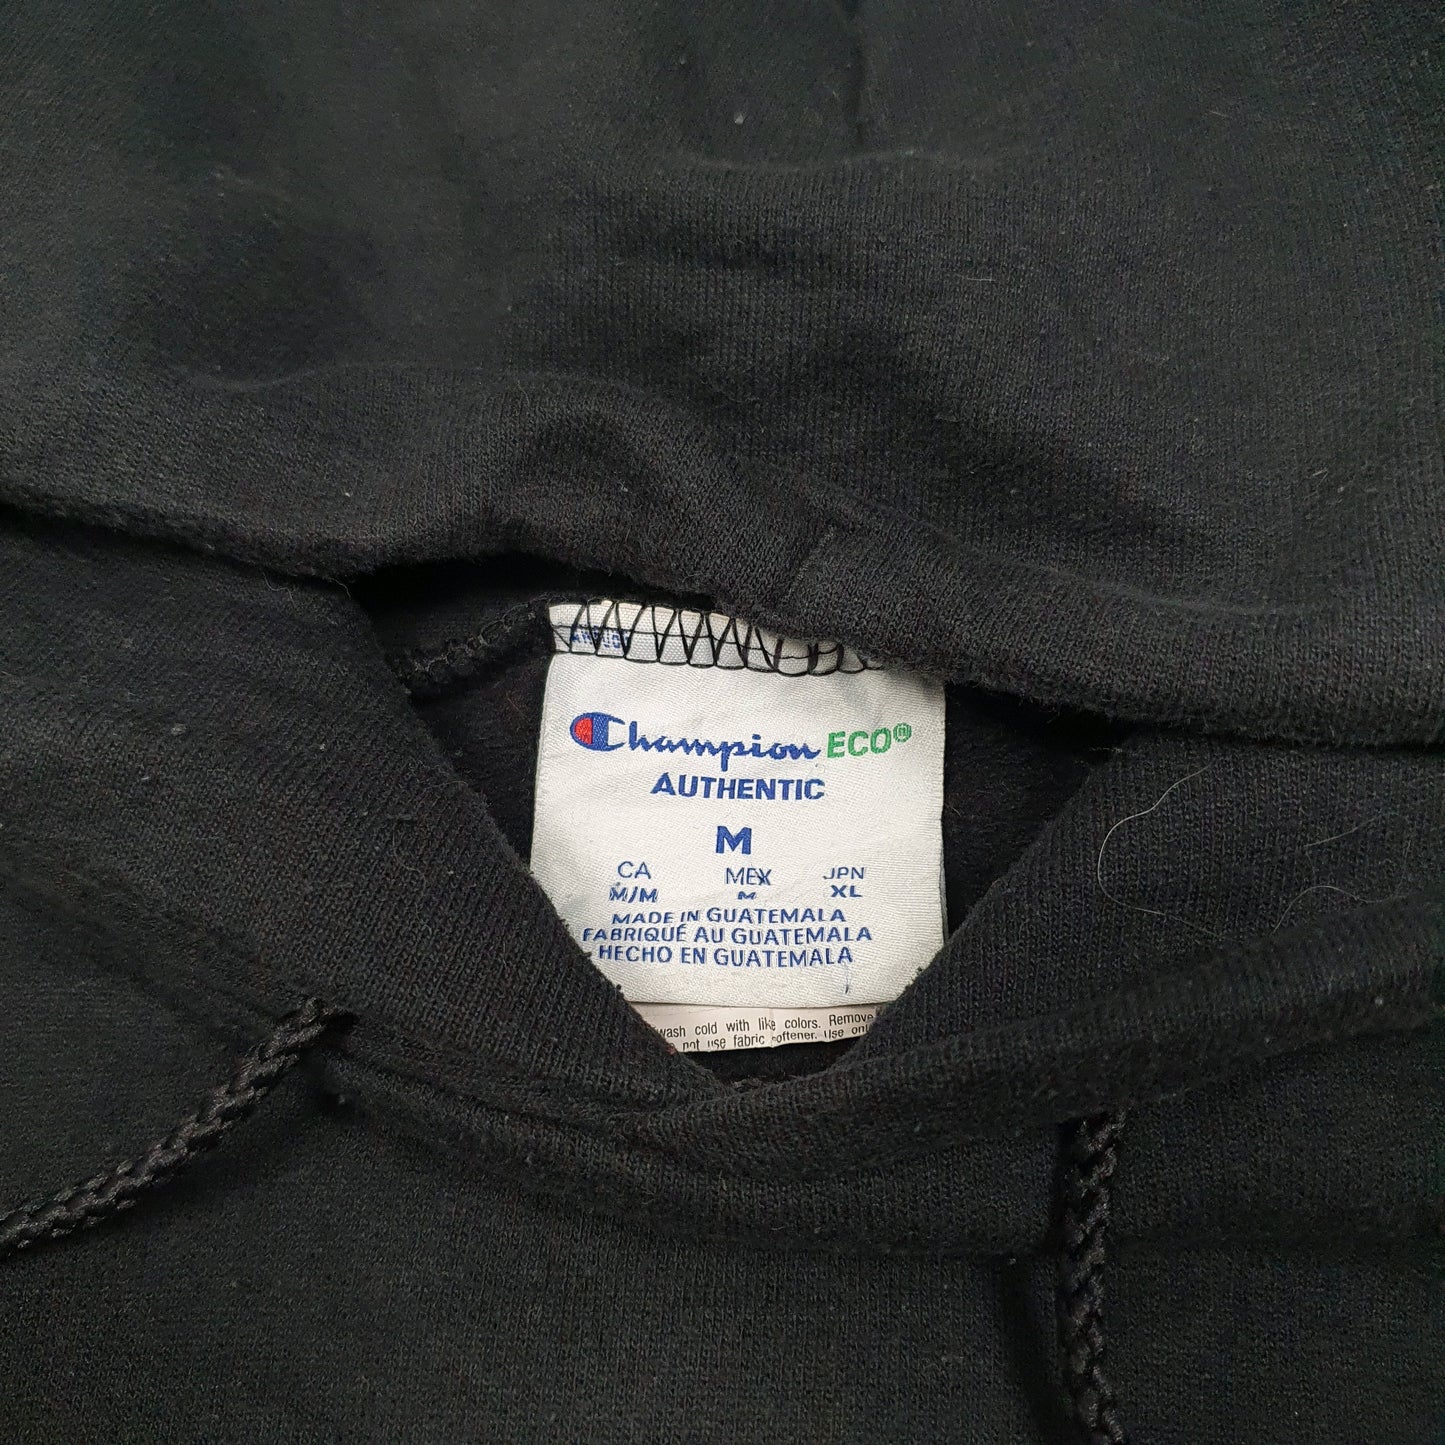 Champion ECO®
AUTHENTIC
M
CA MEX JPN
M/M M XL
MADE IN GUATEMALA
FABRIQUÉ AU GUATEMALA
HECHO EN GUATEMALA
wash cold with like colors. Remove
not use fabric softener. Use